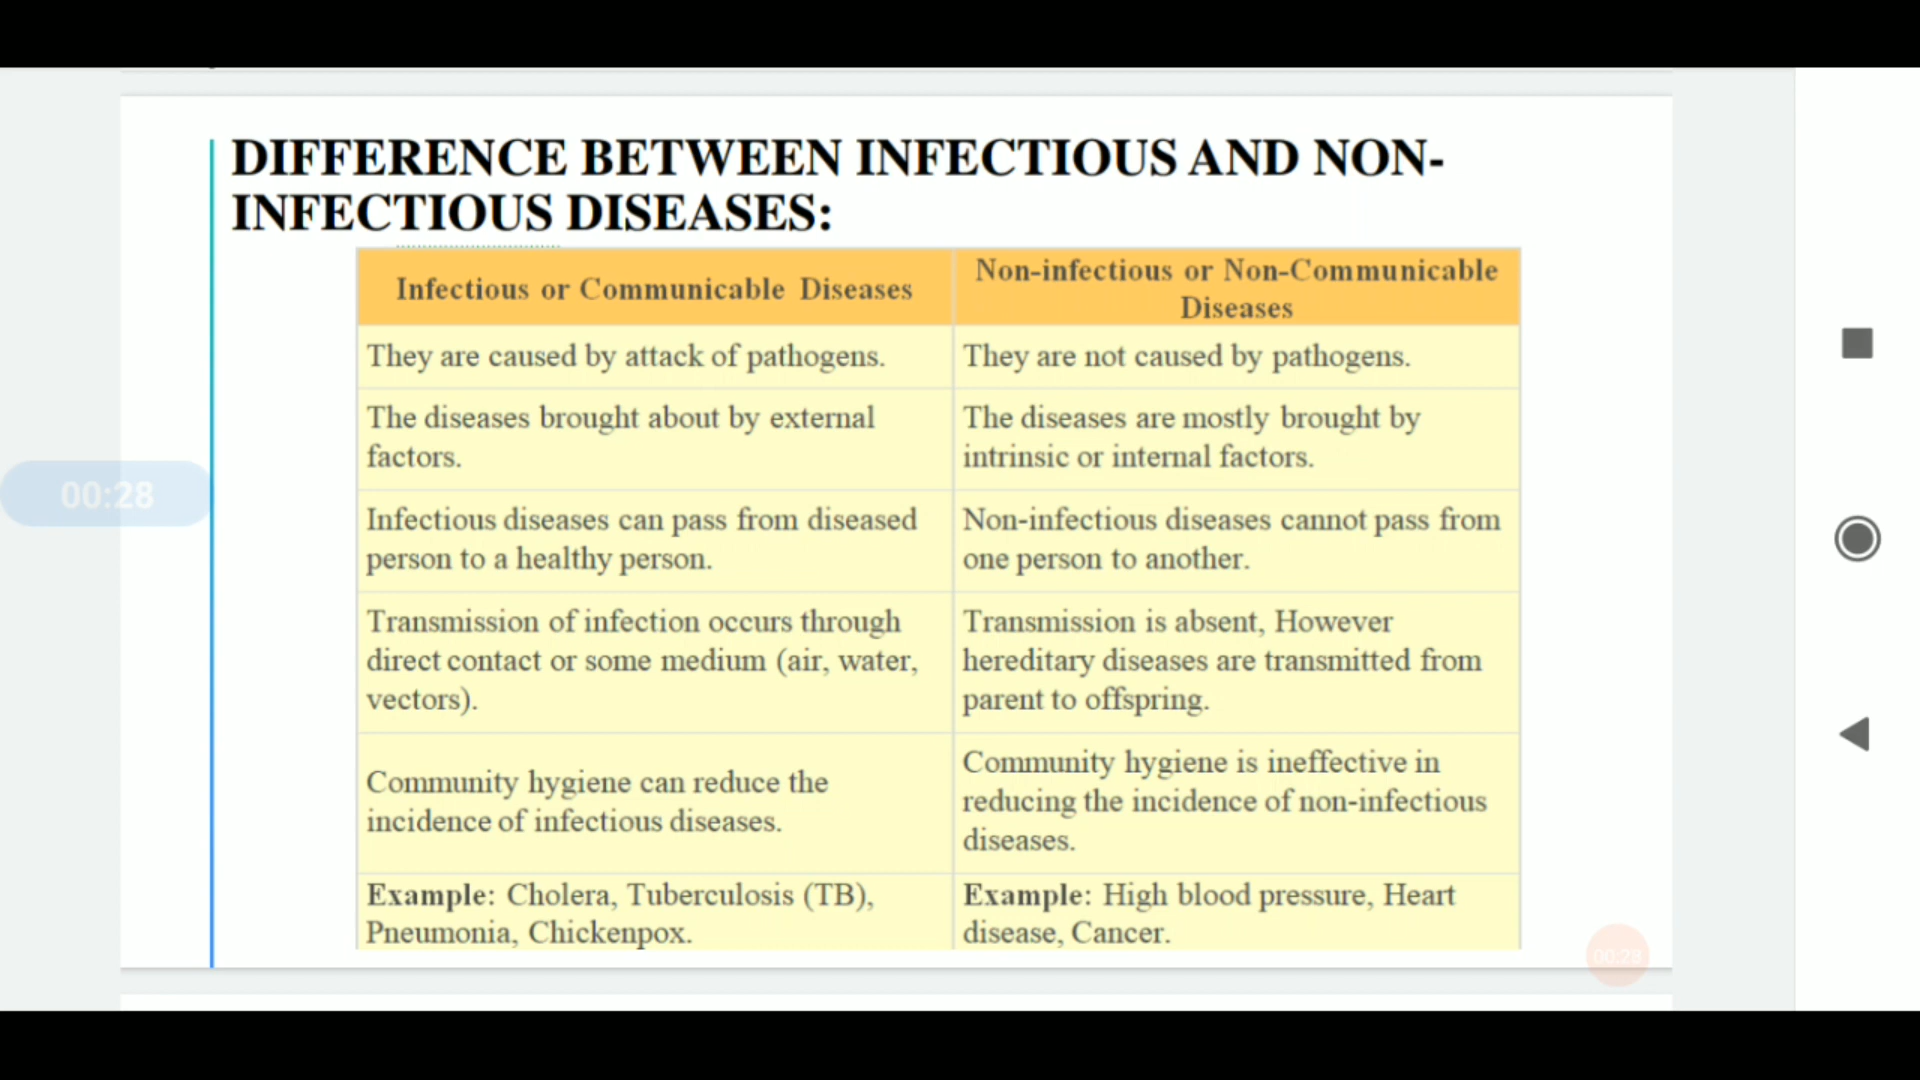 DIFFERENCE BETWEEN INFECTIOUS AND NON-
INFECTIOUS DISEASES:
Infectious or Communicable Diseases
Non-infectious or Non-Communicable
Diseases
They are caused by attack of pathogens.
They are not caused by pathogens.
The diseases brought about by external
factors.
The diseases are mostly brought by
intrinsic or internal factors.
Infectious diseases can pass from diseased
person to a healthy person.
Non-infectious diseases cannot pass from
one person to another.
Transmission of infection occurs through
direct contact or some medium (air, water,
vectors).
Transmission is absent, However
hereditary diseases are transmitted from
parent to offspring.
Community hygiene can reduce the
incidence of infectious diseases.
Community hygiene is ineffective in
reducing the incidence of non-infectious
diseases.
Example: Cholera, Tuberculosis (TB),
Pneumonia, Chickenpox.
Example: High blood pressure, Heart
disease, Cancer.
00:28
00:28